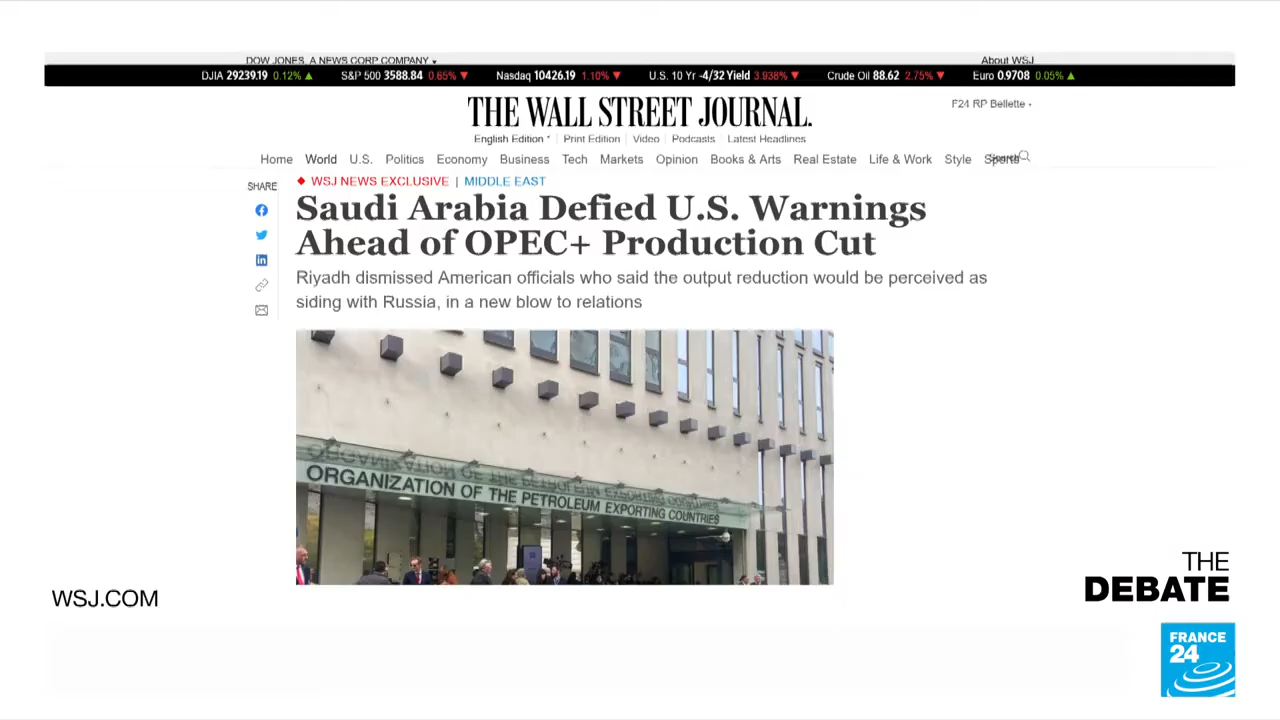 DOW JONES, A NEWS CORP COMPANY
About WSJ
DJIA 29239.19 0.12% ▲ S&P 500 3588.84 0.65% ▼ Nasdaq 10426.19 1.10% ▼ U.S. 10 Yr -4/32 Yield 3.938% ▼ Crude Oil 88.62 2.75% ▼ Euro 0.9708 0.05% ▲
THE WALL STREET JOURNAL.
F24 RP Bellette
English Edition | Print Edition | Video | Podcasts | Latest Headlines
Home World U.S. Politics Economy Business Tech Markets Opinion Books & Arts Real Estate Life & Work Style Sports Search
SHARE
WSJ NEWS EXCLUSIVE | MIDDLE EAST
Saudi Arabia Defied U.S. Warnings
Ahead of OPEC+ Production Cut
Riyadh dismissed American officials who said the output reduction would be perceived as
siding with Russia, in a new blow to relations
ORGANIZATION OF THE PETROLEUM EXPORTING COUNTRIES
WSJ.COM
THE
DEBATE
FRANCE
24